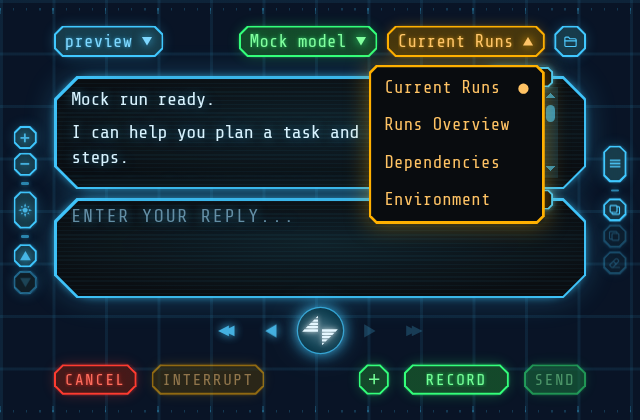 preview
Mock model
Current Runs
Mock run ready.
I can help you plan a task and
steps.
Current Runs
Runs Overview
Dependencies
Environment
ENTER YOUR REPLY...
CANCEL
INTERRUPT
+
RECORD
SEND